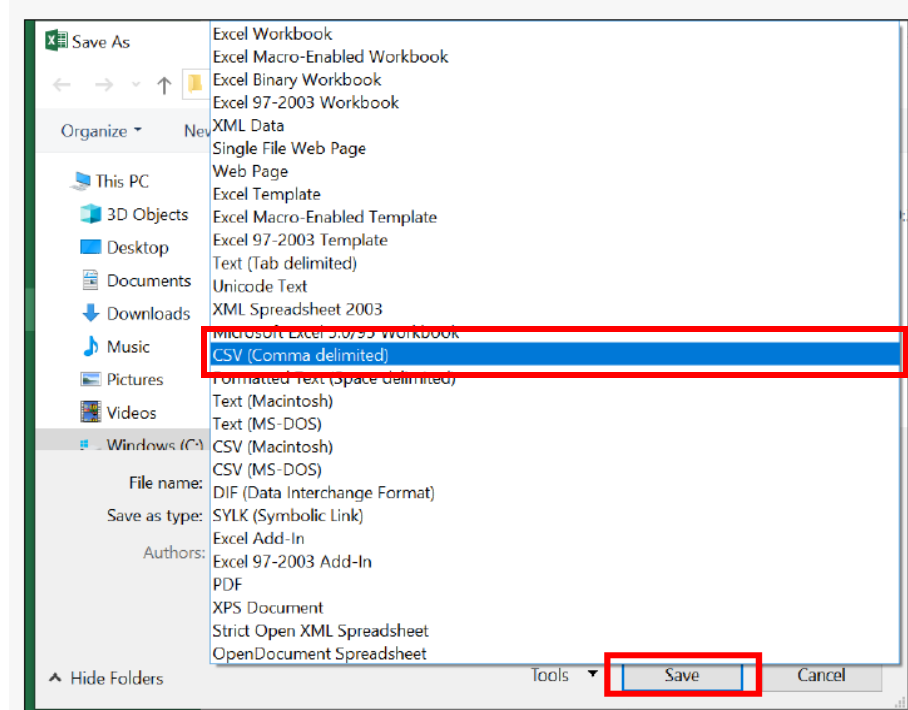 Save As
Organize
Nev
This PC
3D Objects
Desktop
Documents
Downloads
Music
Pictures
Videos
Windows (C:)
Excel Workbook
Excel Macro-Enabled Workbook
Excel Binary Workbook
Excel 97-2003 Workbook
XML Data
Single File Web Page
Web Page
Excel Template
Excel Macro-Enabled Template
Excel 97-2003 Template
Text (Tab delimited)
Unicode Text
XML Spreadsheet 2003
Microsoft Excel 5.0/95 Workbook
CSV (Comma delimited)
Formatted Text (Space delimited)
Text (Macintosh)
Text (MS-DOS)
CSV (Macintosh)
CSV (MS-DOS)
DIF (Data Interchange Format)
SYLK (Symbolic Link)
Excel Add-In
Excel 97-2003 Add-In
PDF
XPS Document
Strict Open XML Spreadsheet
OpenDocument Spreadsheet
File name:
Save as type:
Authors:
Hide Folders
Tools
Save
Cancel